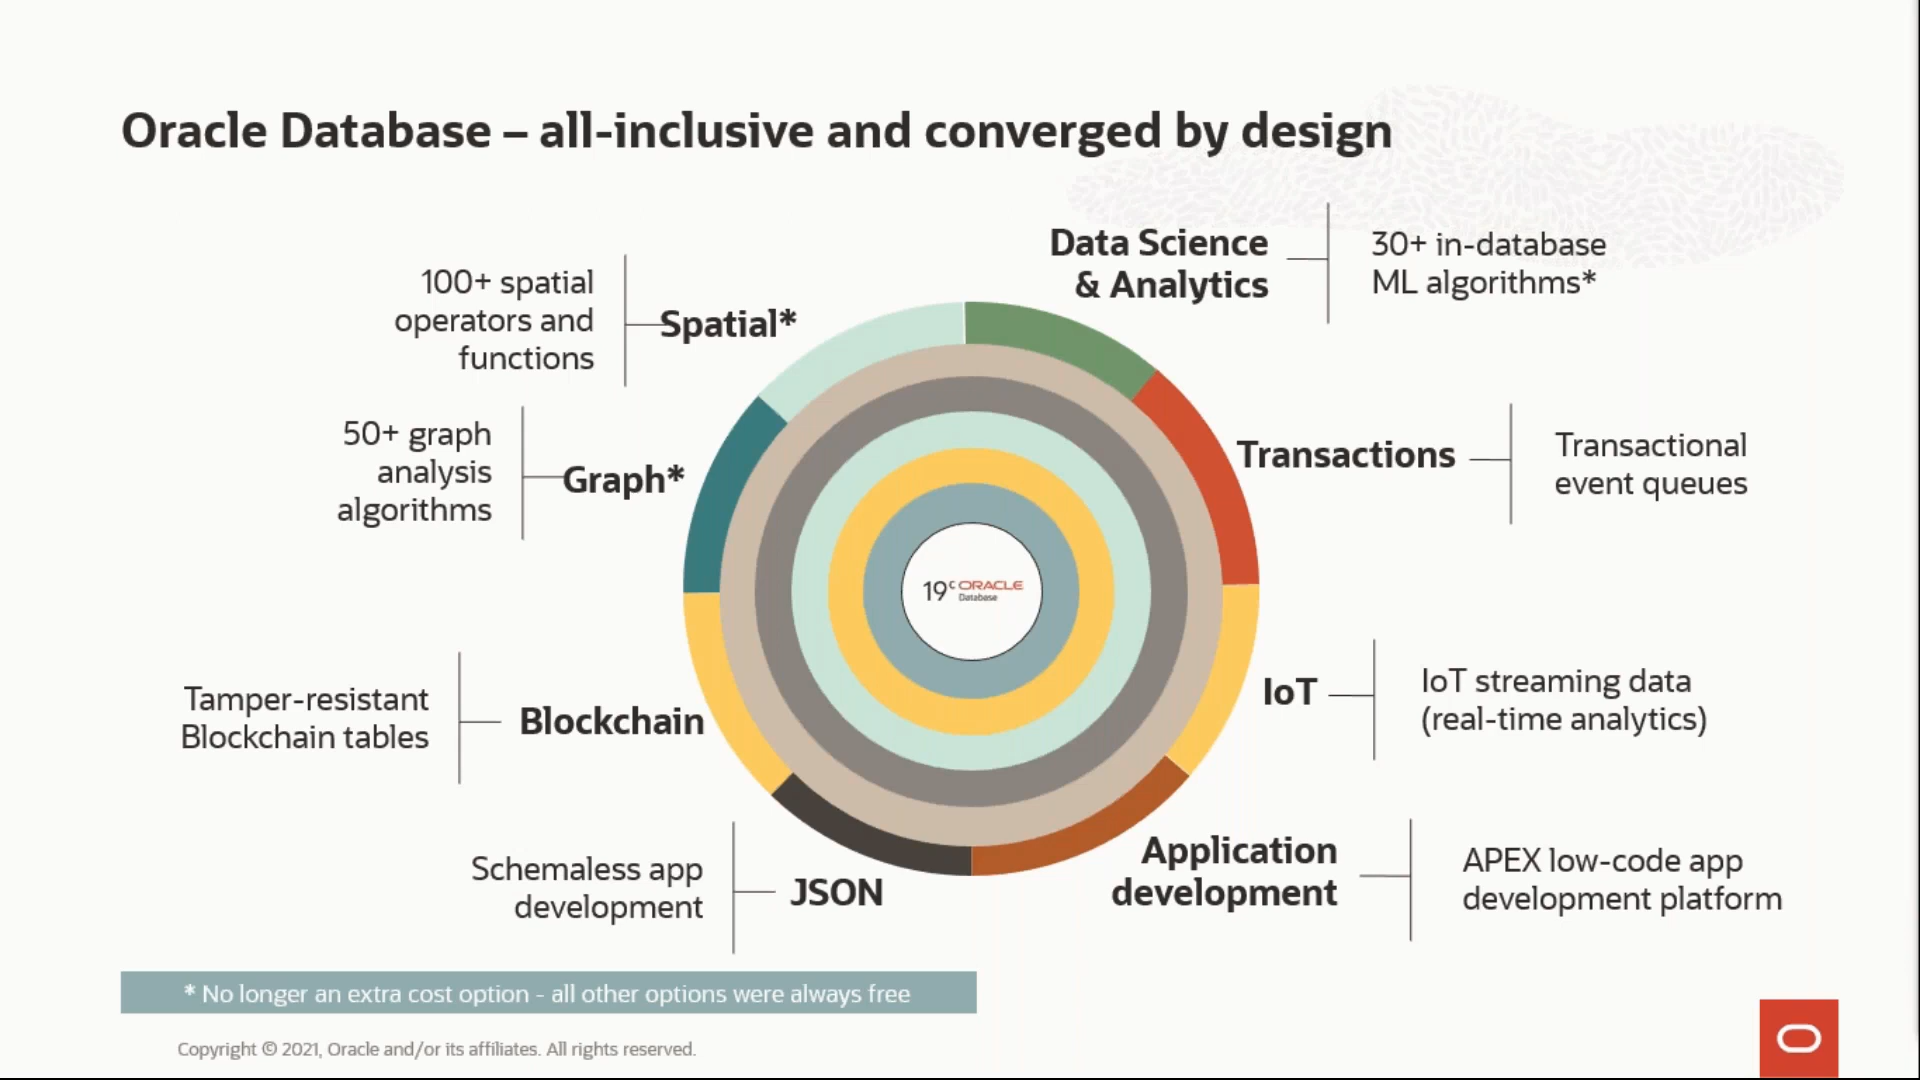 Oracle Database – all-inclusive and converged by design
Data Science
& Analytics
30+ in-database
ML algorithms*
100+ spatial
operators and
functions
Spatial*
50+ graph
analysis
algorithms
Graph*
Transactions
Transactional
event queues
19c ORACLE
Database
Tamper-resistant
Blockchain tables
Blockchain
IoT
IoT streaming data
(real-time analytics)
Schemaless app
development
JSON
Application
development
APEX low-code app
development platform
* No longer an extra cost option - all other options were always free
Copyright © 2021, Oracle and/or its affiliates. All rights reserved.